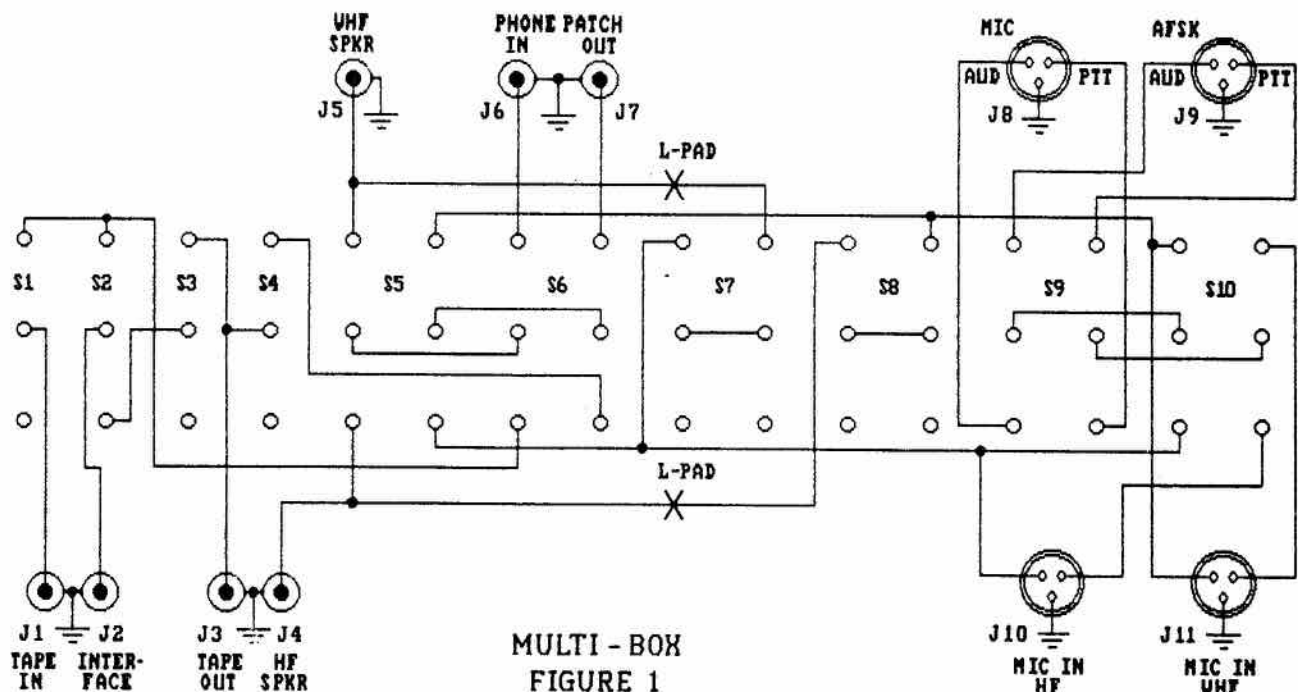 VHF
SPKR
PHONE PATCH
IN OUT
MIC
AFSK
AUD PTT
AUD PTT
J5
J6
J7
J8
J9
L-PAD
S1 S2 S3 S4 S5 S6 S7 S8 S9 S10
L-PAD
J1 J2 J3 J4
TAPE IN
INTER-FACE
TAPE OUT
HF SPKR
MULTI - BOX
FIGURE 1
J10
MIC IN
HF
J11
MIC IN
VHF